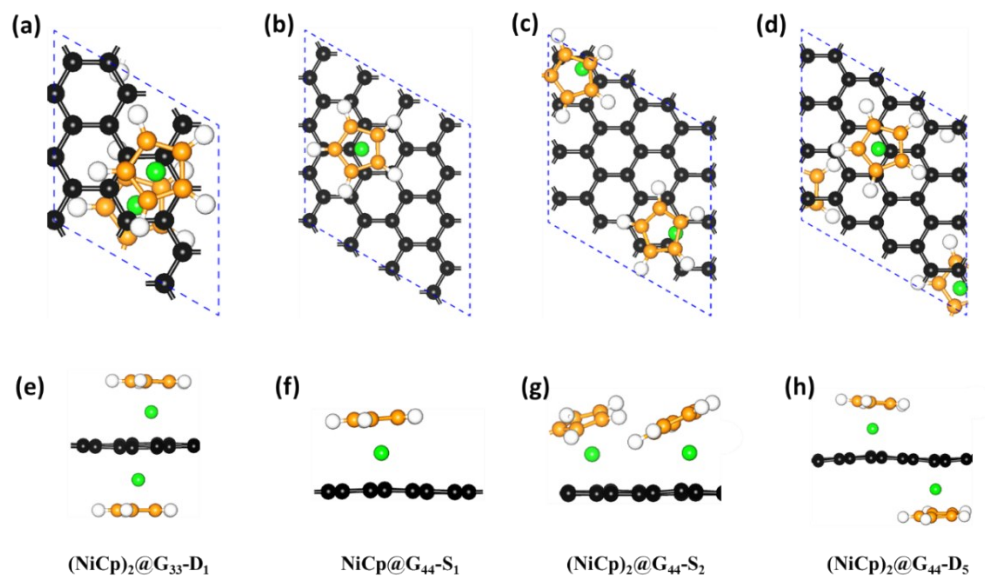 (a) (b) (c) (d)
(e) (f) (g) (h)
(NiCp)₂@G₃₃-D₁ NiCp@G₄₄-S₁ (NiCp)₂@G₄₄-S₂ (NiCp)₂@G₄₄-D₅